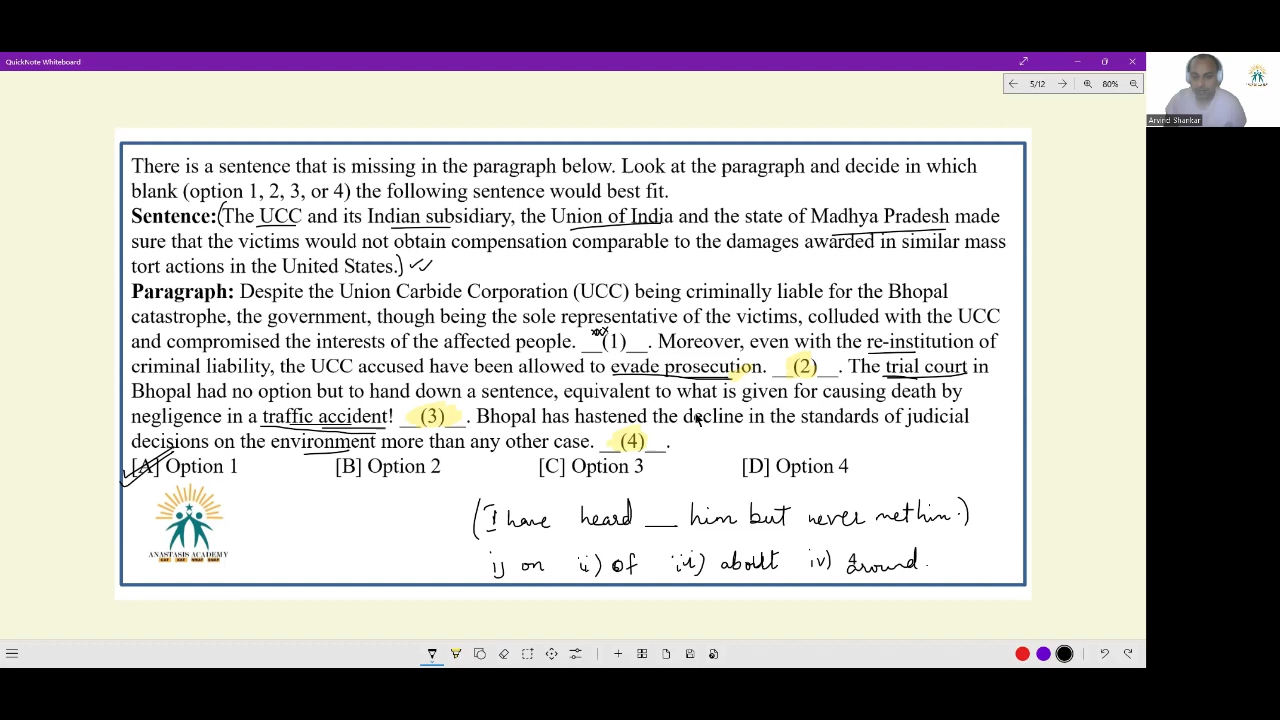 QuickNote Whiteboard
5/12
80%
Arvind Shankar
There is a sentence that is missing in the paragraph below. Look at the paragraph and decide in which
blank (option 1, 2, 3, or 4) the following sentence would best fit.
Sentence: (The UCC and its Indian subsidiary, the Union of India and the state of Madhya Pradesh made
sure that the victims would not obtain compensation comparable to the damages awarded in similar mass
tort actions in the United States.)
Paragraph: Despite the Union Carbide Corporation (UCC) being criminally liable for the Bhopal
catastrophe, the government, though being the sole representative of the victims, colluded with the UCC
and compromised the interests of the affected people. __(1)__. Moreover, even with the re-institution of
criminal liability, the UCC accused have been allowed to evade prosecution. __(2)__. The trial court in
Bhopal had no option but to hand down a sentence, equivalent to what is given for causing death by
negligence in a traffic accident! __(3)__. Bhopal has hastened the decline in the standards of judicial
decisions on the environment more than any other case. __(4)__.
[A] Option 1 [B] Option 2 [C] Option 3 [D] Option 4
ANASTASIS ACADEMY
(I have heard __ him but never met him.)
i) on ii) of iii) about iv) around.